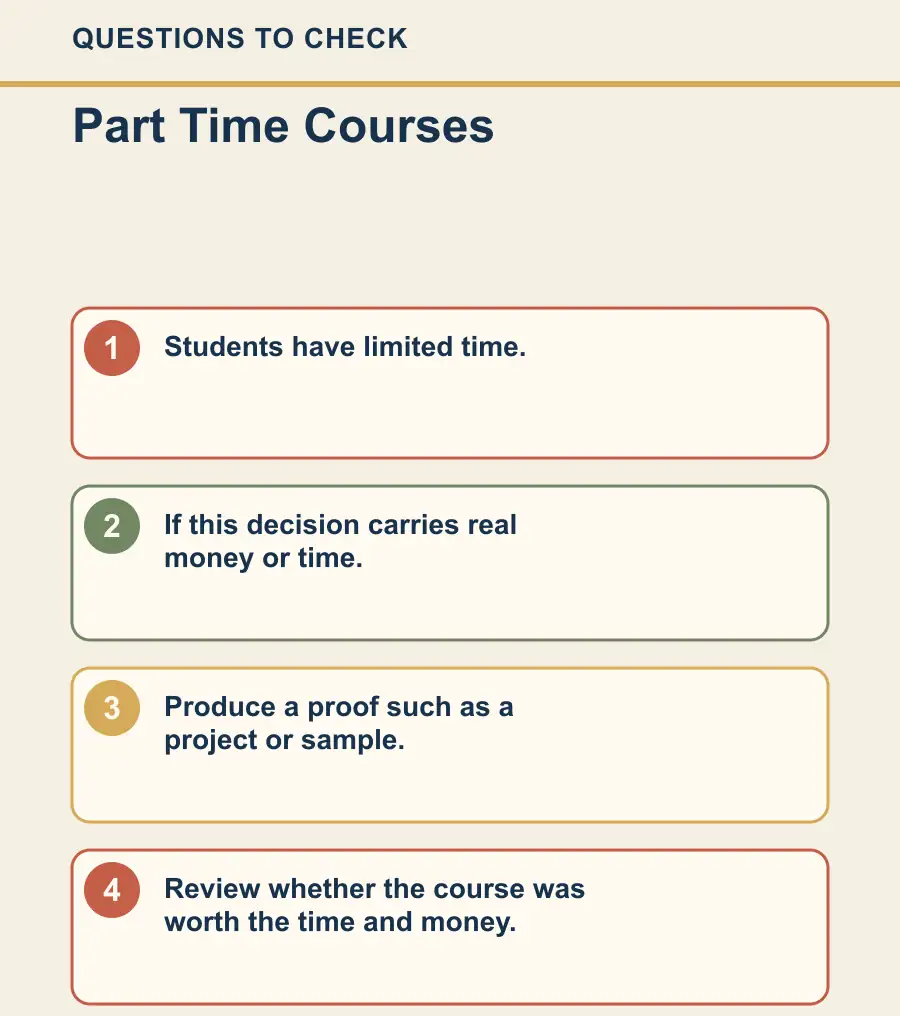 QUESTIONS TO CHECK
Part Time Courses
1
Students have limited time.
2
If this decision carries real
money or time.
3
Produce a proof such as a
project or sample.
4
Review whether the course was
worth the time and money.